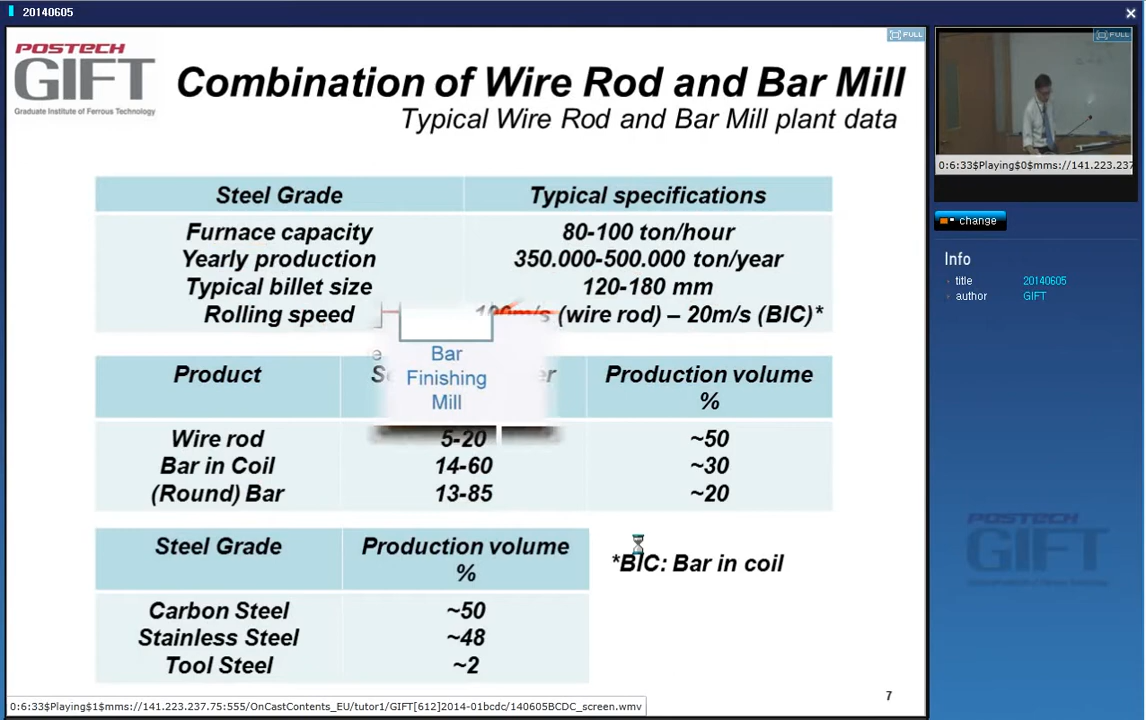 20140605
FULL
FULL
POSTECH
GIFT
Graduate Institute of Ferrous Technology
Combination of Wire Rod and Bar Mill
Typical Wire Rod and Bar Mill plant data
Steel Grade Typical specifications
Furnace capacity 80-100 ton/hour
Yearly production 350.000-500.000 ton/year
Typical billet size 120-180 mm
Rolling speed 100m/s (wire rod) – 20m/s (BIC)*
Bar
Finishing
Mill
Product Production volume
%
Wire rod 5-20 ~50
Bar in Coil 14-60 ~30
(Round) Bar 13-85 ~20
Steel Grade Production volume
%
*BIC: Bar in coil
Carbon Steel ~50
Stainless Steel ~48
Tool Steel ~2
7
0:6:33$Playing$1$mms://141.223.237.75:555/OnCastContents_EU/tutor1/GIFT[612]2014-01bcdc/140605BCDC_screen.wmv
0:6:33$Playing$0$mms://141.223.237
change
Info
title 20140605
author GIFT
POSTECH
GIFT